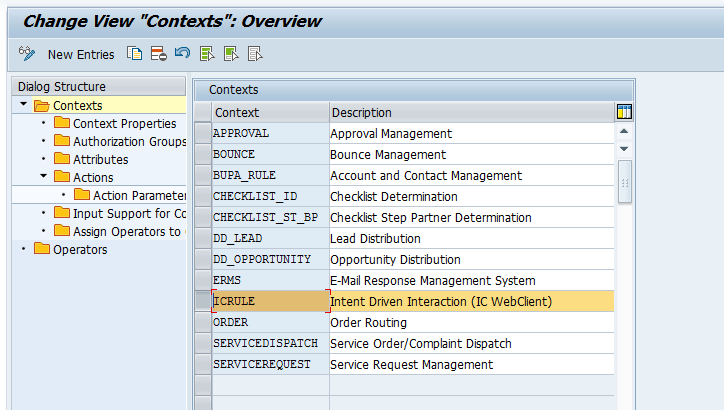 Change View "Contexts": Overview
New Entries
Dialog Structure
Contexts
Context Properties
Authorization Groups
Attributes
Actions
Action Parameter
Input Support for Co
Assign Operators to
Operators
Contexts
Context Description
APPROVAL Approval Management
BOUNCE Bounce Management
BUPA_RULE Account and Contact Management
CHECKLIST_ID Checklist Determination
CHECKLIST_ST_BP Checklist Step Partner Determination
DD_LEAD Lead Distribution
DD_OPPORTUNITY Opportunity Distribution
ERMS E-Mail Response Management System
ICRULE Intent Driven Interaction (IC WebClient)
ORDER Order Routing
SERVICEDISPATCH Service Order/Complaint Dispatch
SERVICEREQUEST Service Request Management